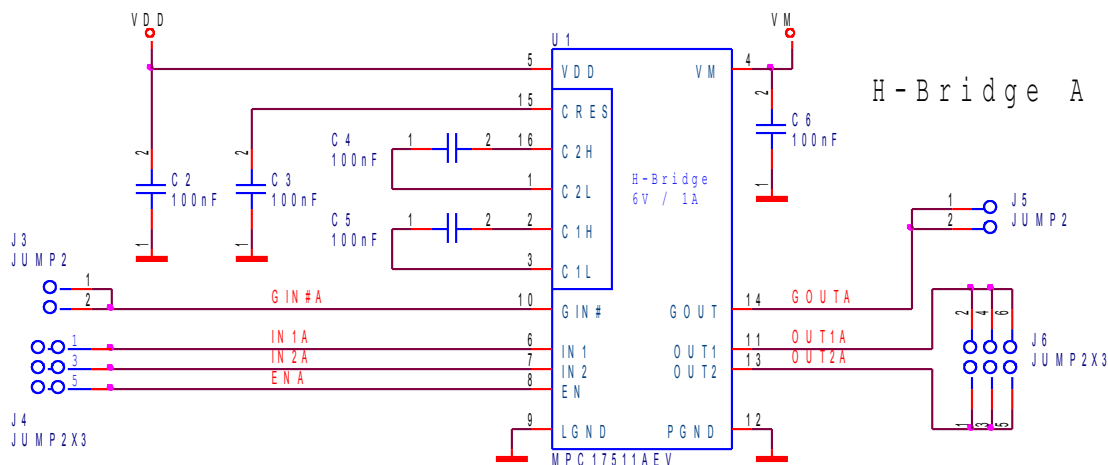 VDD
VM
U1
5
VDD
VM
4
H-Bridge A
15
CRES
2
C6
100nF
1
C4
100nF
1
2
16
C2H
2
C2
100nF
1
2
C3
100nF
1
1
C2L
H-Bridge
6V / 1A
C5
100nF
1
2
2
C1H
3
C1L
J5
JUMP2
1
2
J3
JUMP2
1
2
GIN#A
10
GIN#
GOUT
14
GOUTA
1
IN1A
6
IN1
OUT1
11
OUT1A
3
IN2A
7
IN2
OUT2
13
OUT2A
5
ENA
8
EN
2
4
6
J6
JUMP2X3
1
3
5
J4
JUMP2X3
9
LGND
PGND
12
MPC17511AEV